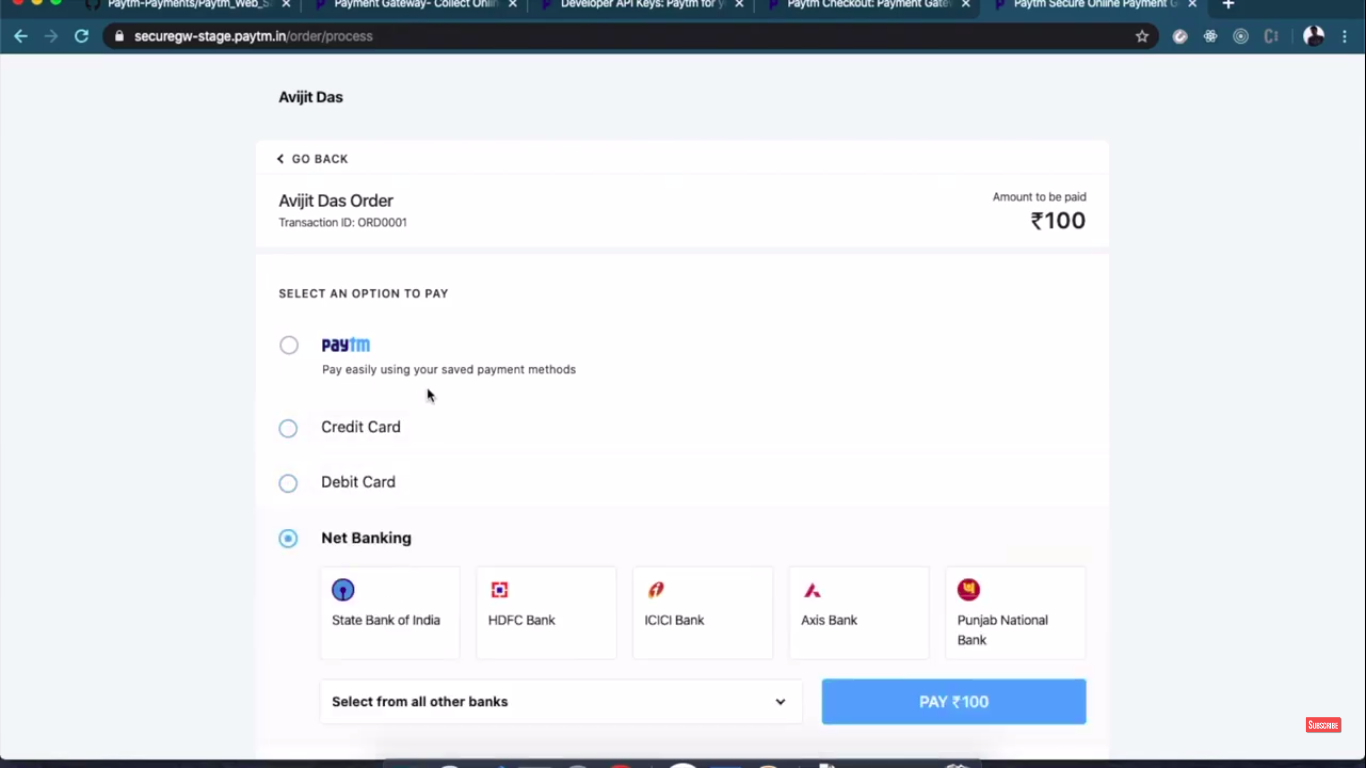 Paytm-Payments/Paytm_Web_S
Payment Gateway- Collect Onlin
Developer API Keys: Paytm for y
Paytm Checkout: Payment Gate
Paytm Secure Online Payment G
securegw-stage.paytm.in/order/process
Avijit Das
GO BACK
Avijit Das Order
Transaction ID: ORD0001
Amount to be paid
₹100
SELECT AN OPTION TO PAY
paytm
Pay easily using your saved payment methods
Credit Card
Debit Card
Net Banking
State Bank of India
HDFC Bank
ICICI Bank
Axis Bank
Punjab National
Bank
Select from all other banks
PAY ₹100
SUBSCRIBE